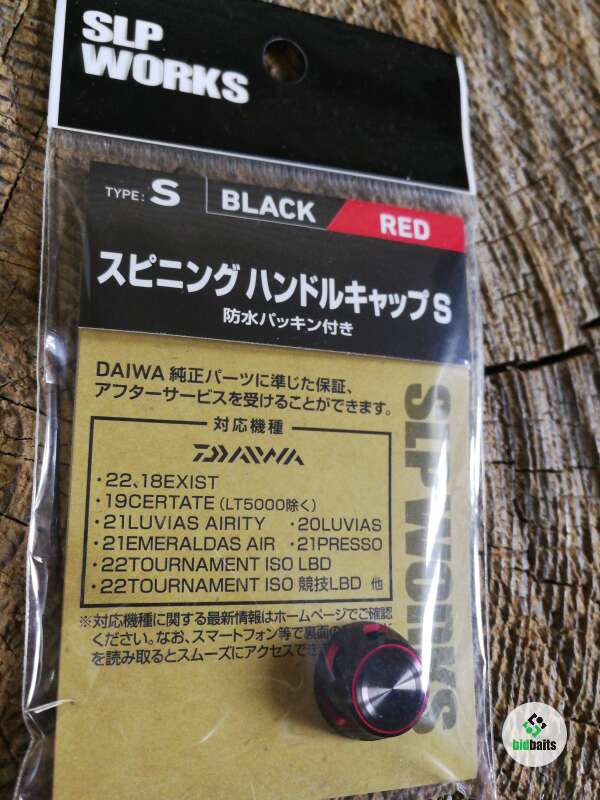 SLP
WORKS
TYPE: S BLACK RED
スピニング ハンドルキャップ S
防水パッキン付き
DAIWA 純正パーツに準じた保証、
アフターサービスを受けることができます。
対応機種
DAIWA
・22、18EXIST
・19CERTATE (LT5000除く)
・21LUVIAS AIRITY ・20LUVIAS
・21EMERALDAS AIR ・21PRESSO
・22TOURNAMENT ISO LBD
・22TOURNAMENT ISO 競技LBD 他
※対応機種に関する最新情報はホームページでご確認
ください。なお、スマートフォン等で裏面の
を読み取るとスムーズにアクセスでき
SLP WORKS
bidbaits